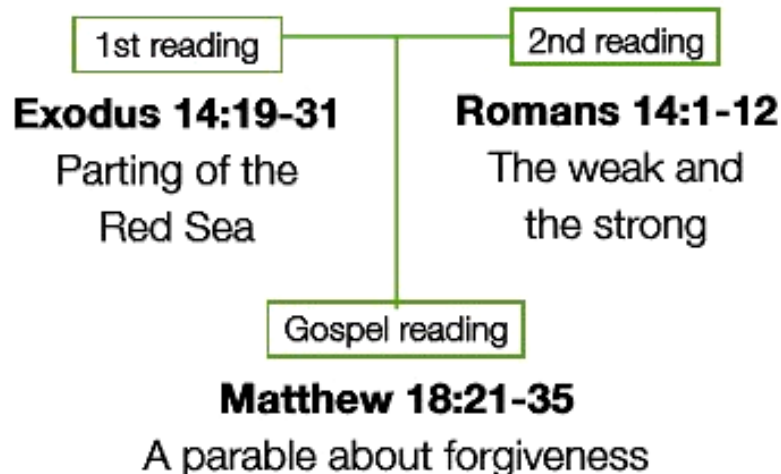 1st reading
Exodus 14:19-31
Parting of the
Red Sea
2nd reading
Romans 14:1-12
The weak and
the strong
Gospel reading
Matthew 18:21-35
A parable about forgiveness